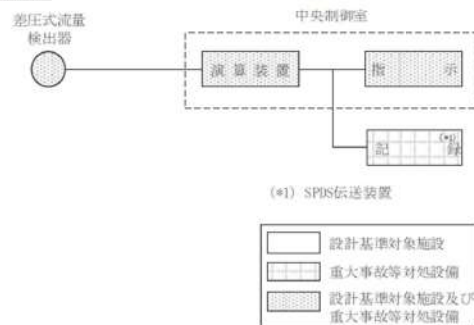 差圧式流量
検出器
中央制御室
演算装置
指示
(*1)
記録
(*1) SPDS伝送装置
設計基準対象施設
重大事故等対処設備
設計基準対象施設及び
重大事故等対処設備